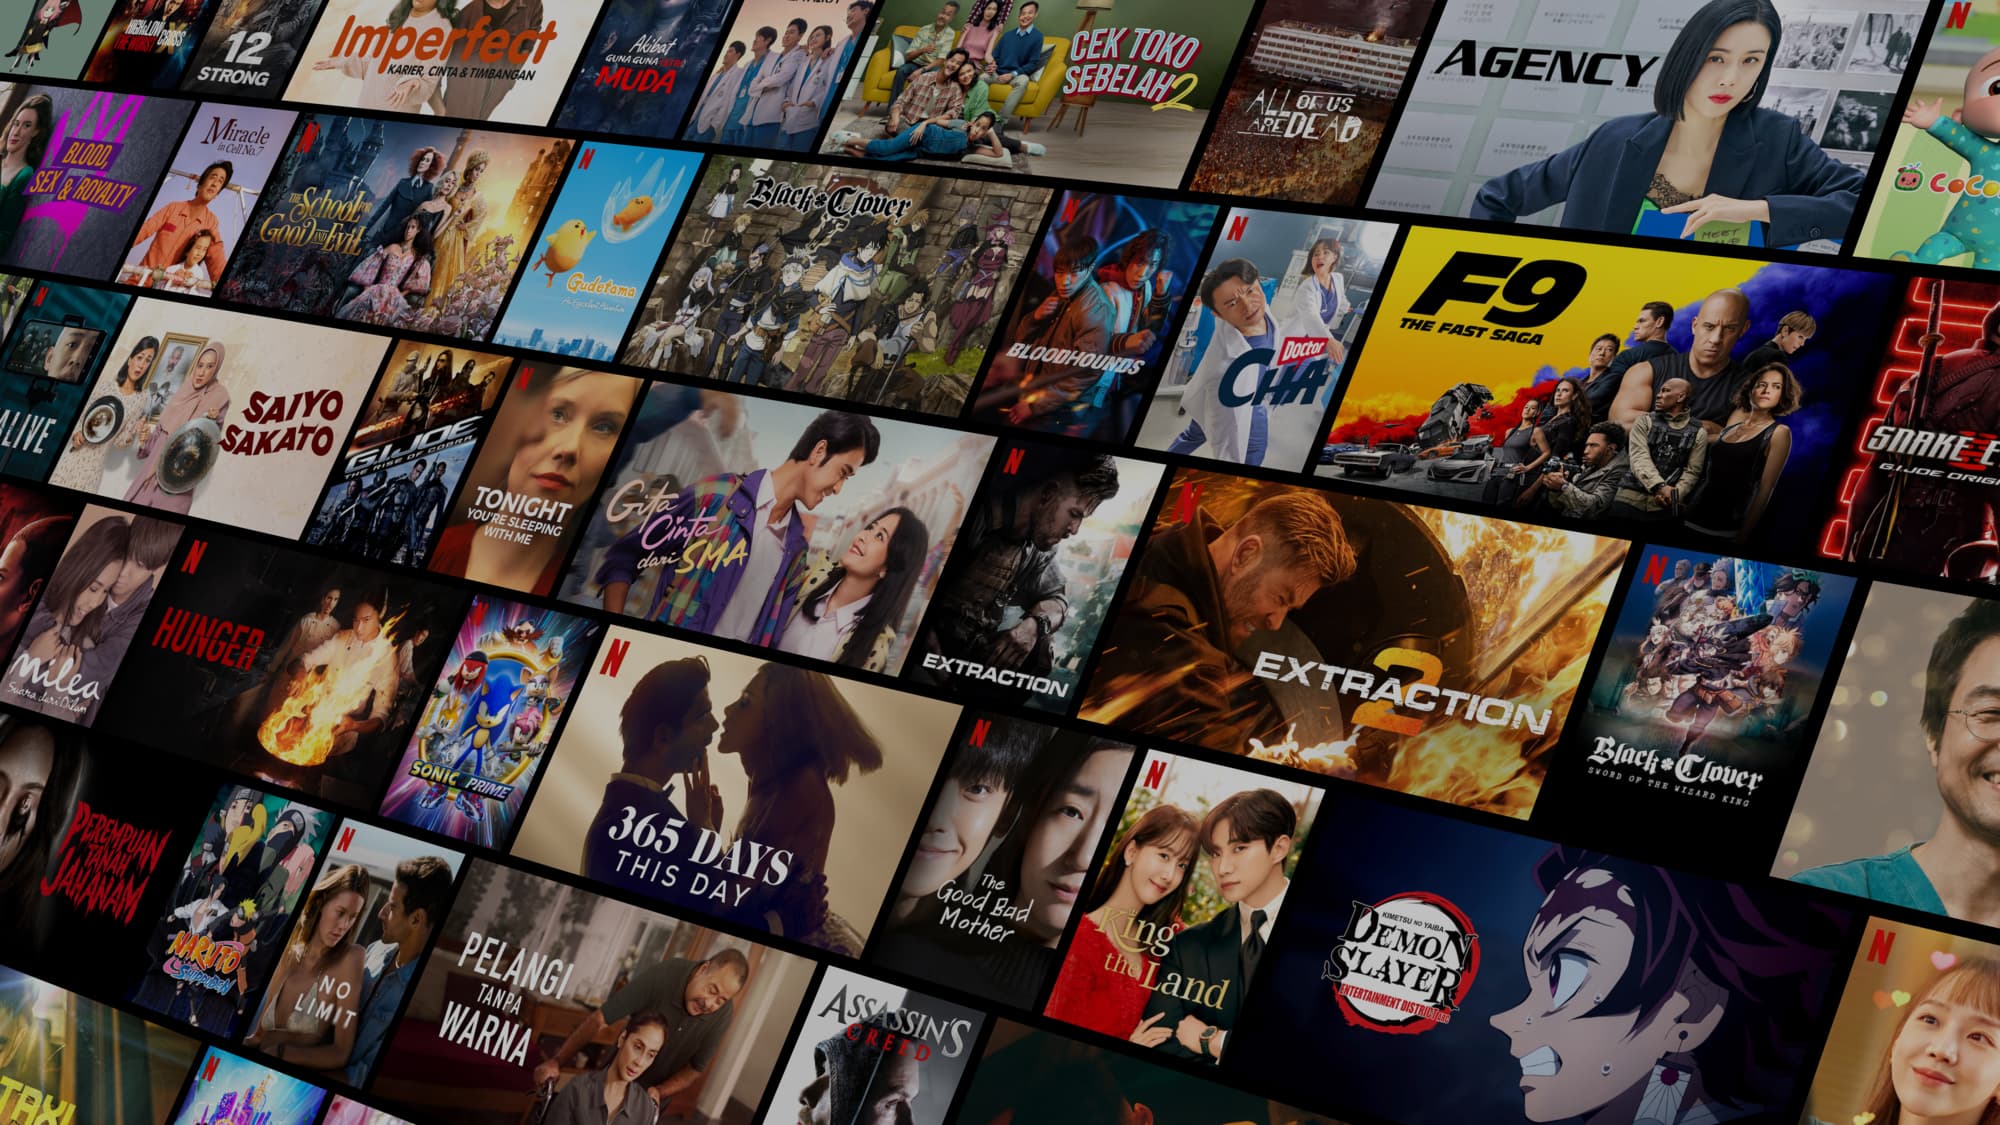 HIGH&LOW
THE WORST CROSS
12
STRONG
Imperfect
KARIER, CINTA & TIMBANGAN
Akibat
GUNA GUNA ISTRI
MUDA
CEK TOKO
SEBELAH 2
ALL OF US
ARE DEAD
AGENCY
MEET
N
COCO
BLOOD,
SEX & ROYALTY
Miracle
in Cell No.7
N
THE SCHOOL FOR
GOOD AND EVIL
N
Gudetama
Black Clover
N
BLOODHOUNDS
N
Doctor
CHA
F9
THE FAST SAGA
SNAKE E
G.I. JOE ORIGI
N
ALIVE
SAIYO
SAKATO
G.I. JOE
THE RISE OF COBRA
N
TONIGHT
YOU'RE SLEEPING
WITH ME
Gita
Cinta
dari SMA
N
EXTRACTION
N
EXTRACTION
2
N
Black Clover
SWORD OF THE WIZARD KING
Milea
Suara dari Dilan
N
HUNGER
N
SONIC PRIME
N
365 DAYS
THIS DAY
N
The
Good Bad
Mother
N
King
the Land
KIMETSU NO YAIBA
DEMON
SLAYER
ENTERTAINMENT DISTRICT ARC
N
PEREMPUAN
TANAH
JAHANAM
NARUTO
SHIPPUDEN
N
NO
LIMIT
PELANGI
TANPA
WARNA
ASSASSIN'S
CREED
TAXI
N